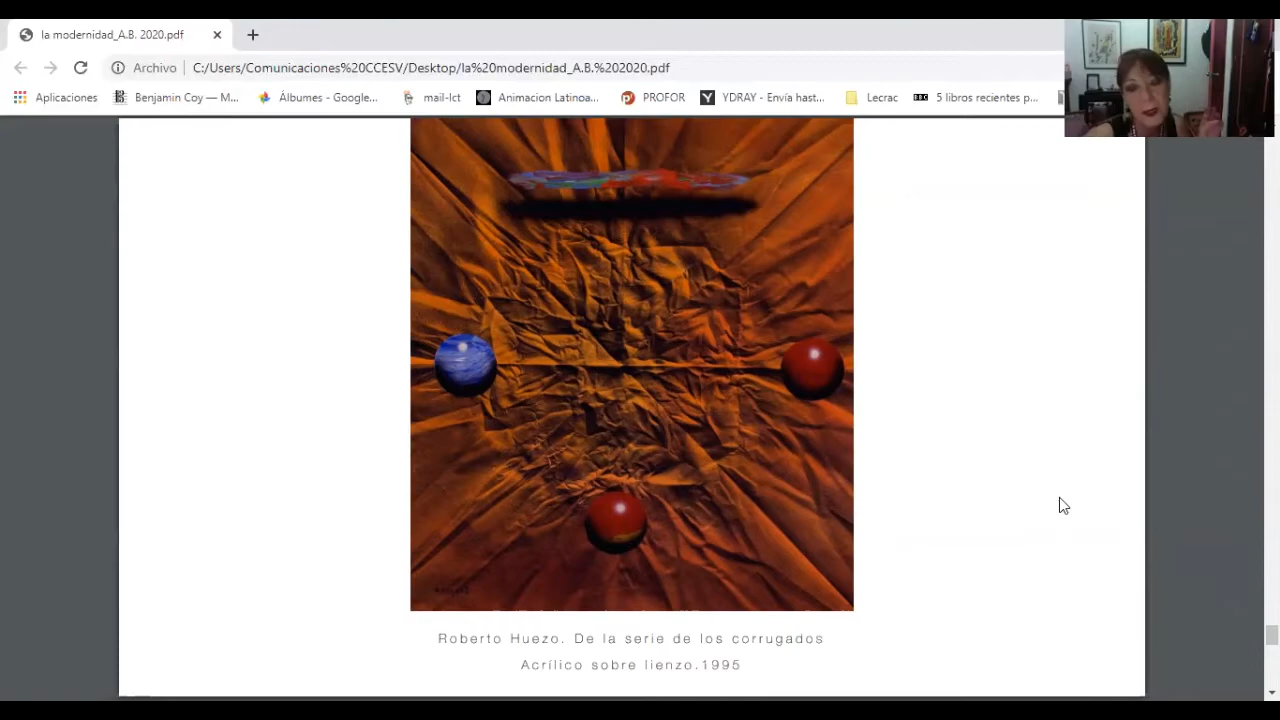 la modernidad_A.B. 2020.pdf
Archivo C:/Users/Comunicaciones%20CCESV/Desktop/la%20modernidad_A.B.%202020.pdf
Aplicaciones Benjamin Coy — M... Álbumes - Google... mail-lct Animacion Latinoa... PROFOR YDRAY - Envía hast... Lecrac BBC 5 libros recientes p...
Roberto Huezo. De la serie de los corrugados
Acrílico sobre lienzo.1995